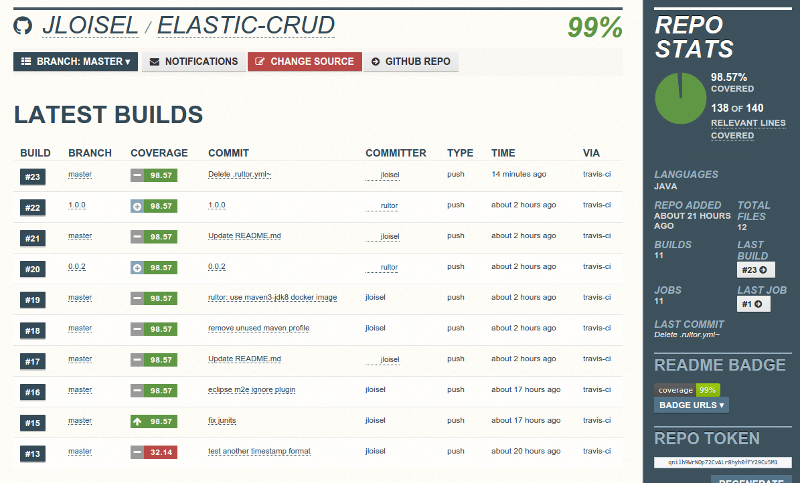 JLOISEL / ELASTIC-CRUD
99%
BRANCH: MASTER ▾ NOTIFICATIONS CHANGE SOURCE GITHUB REPO
LATEST BUILDS
BUILD BRANCH COVERAGE COMMIT COMMITTER TYPE TIME VIA
#23 master 98.57 Delete .rultor.yml~ jloisel push 14 minutes ago travis-ci
#22 1.0.0 98.57 1.0.0 rultor push about 2 hours ago travis-ci
#21 master 98.57 Update README.md jloisel push about 2 hours ago travis-ci
#20 0.0.2 98.57 0.0.2 rultor push about 2 hours ago travis-ci
#19 master 98.57 rultor: use maven3-jdk8 docker image jloisel push about 2 hours ago travis-ci
#18 master 98.57 remove unused maven profile jloisel push about 2 hours ago travis-ci
#17 master 98.57 Update README.md jloisel push about 2 hours ago travis-ci
#16 master 98.57 eclipse m2e ignore plugin jloisel push about 17 hours ago travis-ci
#15 master 98.57 fix junits jloisel push about 17 hours ago travis-ci
#13 master 32.14 test another timestamp format jloisel push about 20 hours ago travis-ci
REPO
STATS
98.57%
COVERED
138 OF 140
RELEVANT LINES
COVERED
LANGUAGES
JAVA
REPO ADDED
ABOUT 21 HOURS
AGO
TOTAL
FILES
12
BUILDS
11
LAST
BUILD
#23
JOBS
11
LAST JOB
#1
LAST COMMIT
Delete .rultor.yml~
README BADGE
coverage 99%
BADGE URLS ▾
REPO TOKEN
REGENERATE